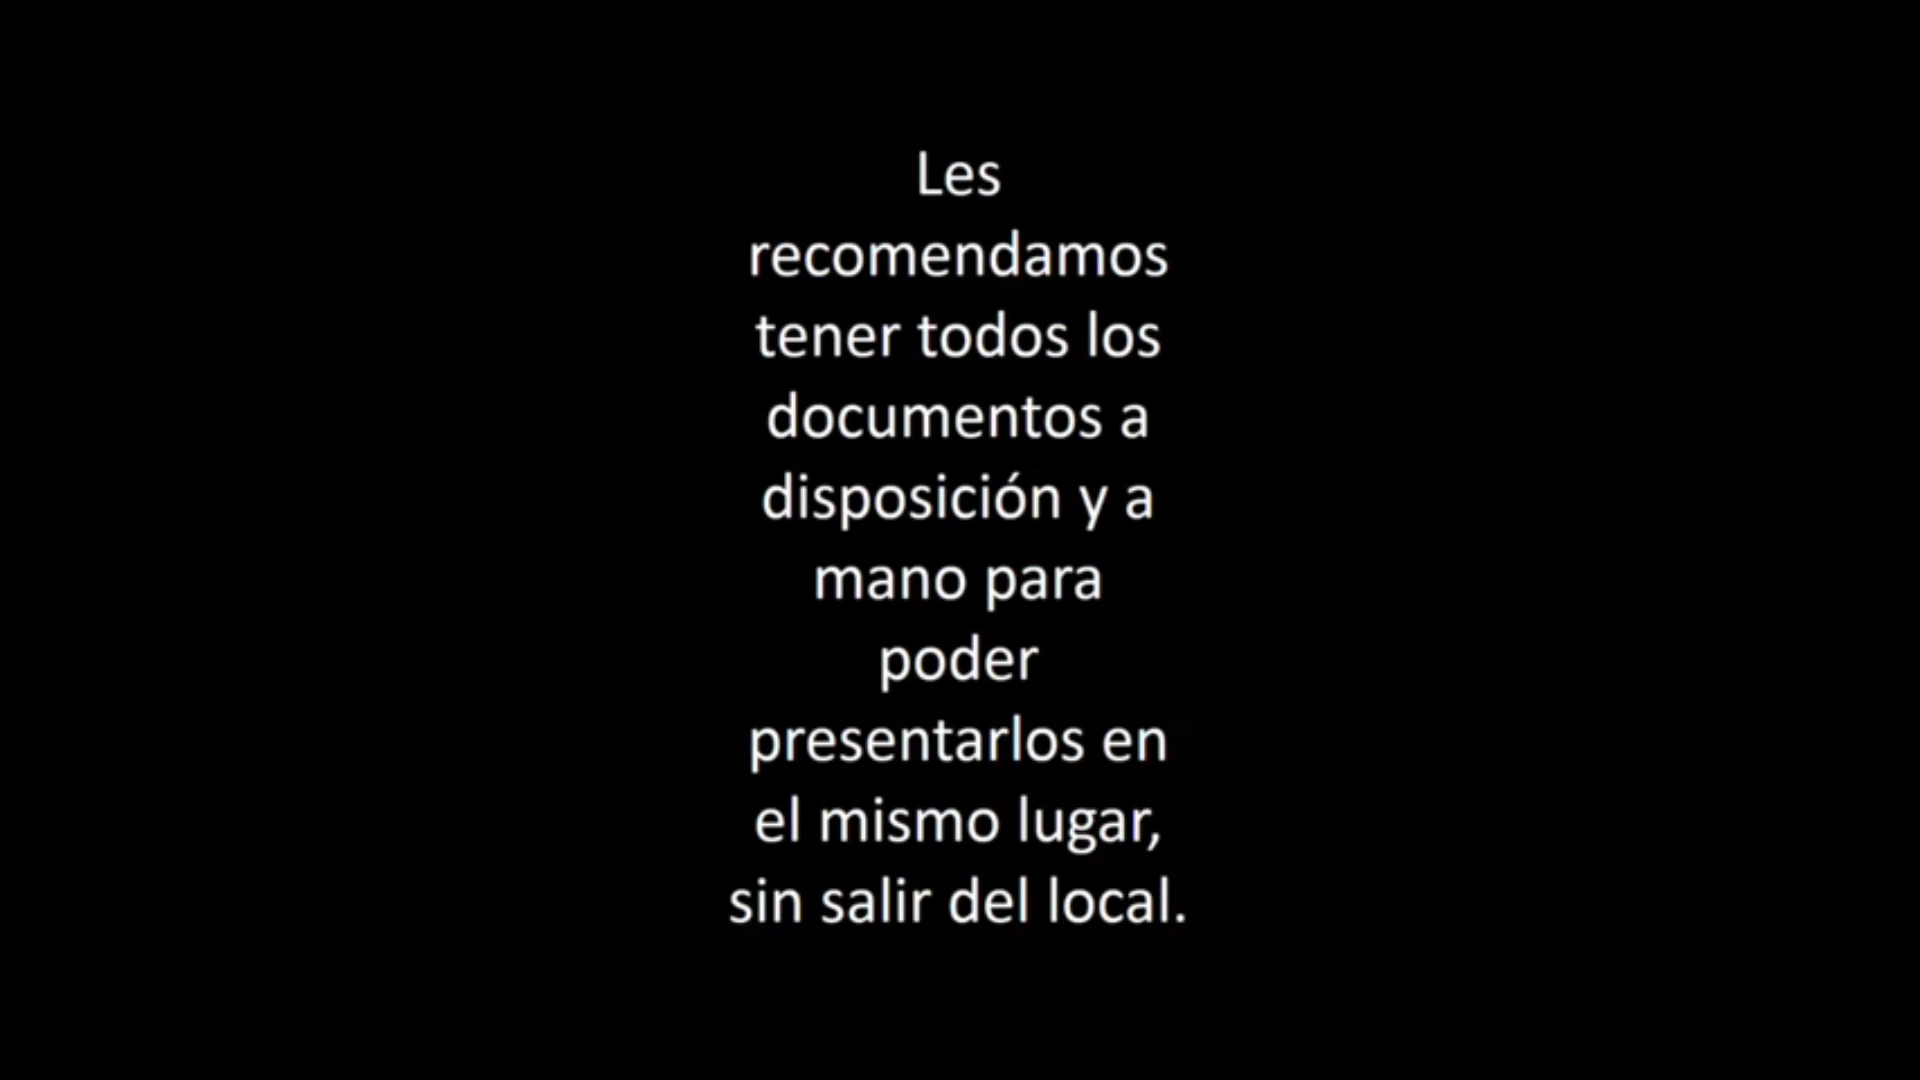 Les
recomendamos
tener todos los
documentos a
disposición y a
mano para
poder
presentarlos en
el mismo lugar,
sin salir del local.